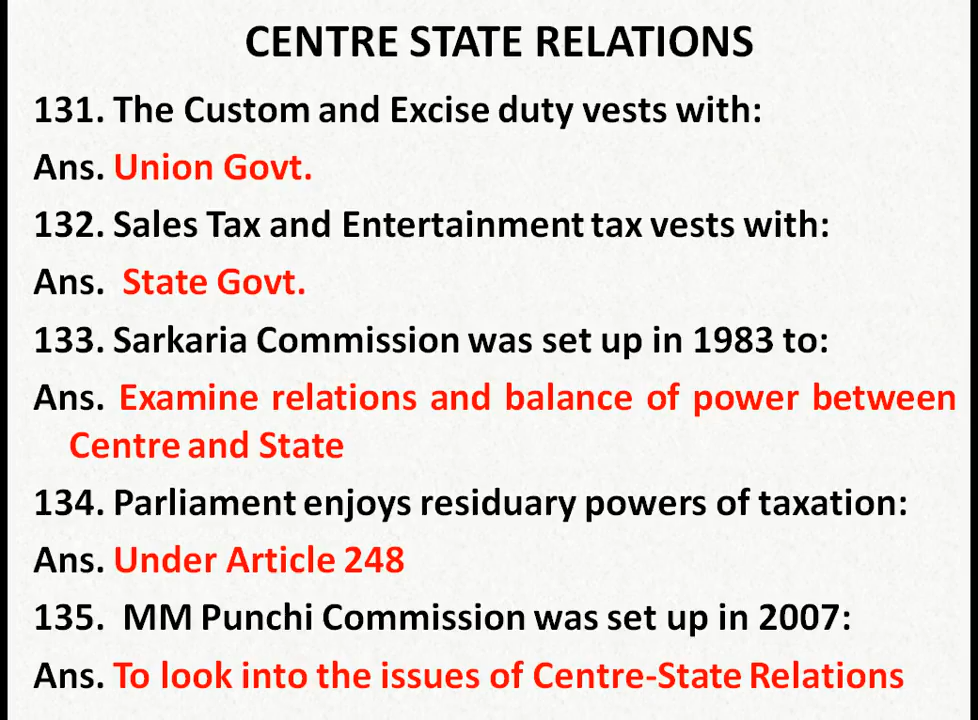 CENTRE STATE RELATIONS
131. The Custom and Excise duty vests with:
Ans. Union Govt.
132. Sales Tax and Entertainment tax vests with:
Ans. State Govt.
133. Sarkaria Commission was set up in 1983 to:
Ans. Examine relations and balance of power between
Centre and State
134. Parliament enjoys residuary powers of taxation:
Ans. Under Article 248
135. MM Punchi Commission was set up in 2007:
Ans. To look into the issues of Centre-State Relations